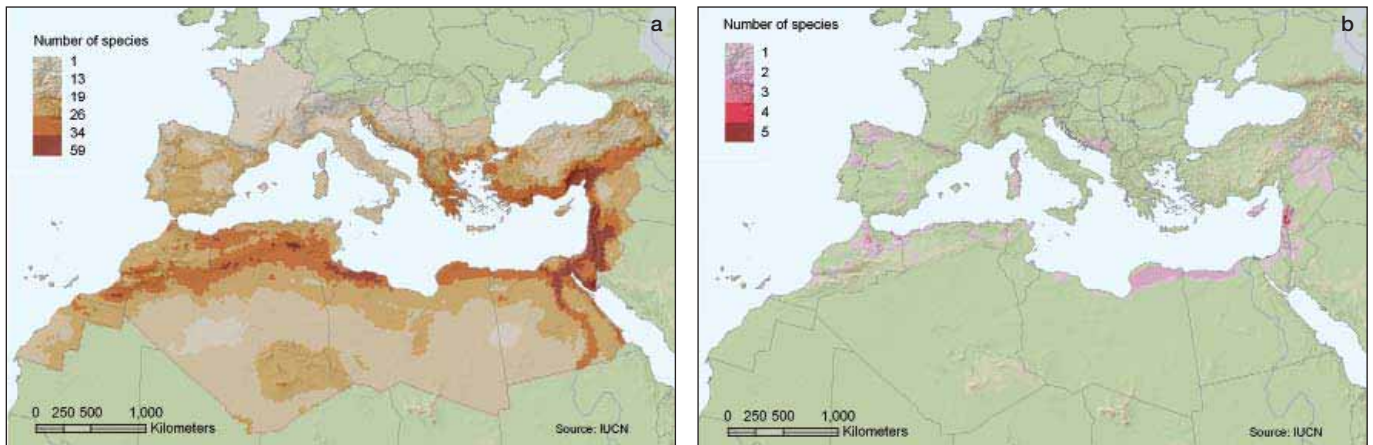 a
Number of species
1
13
19
26
34
59
0 250 500 1,000
Kilometers
Source: IUCN
b
Number of species
1
2
3
4
5
0 250 500 1,000
Kilometers
Source: IUCN